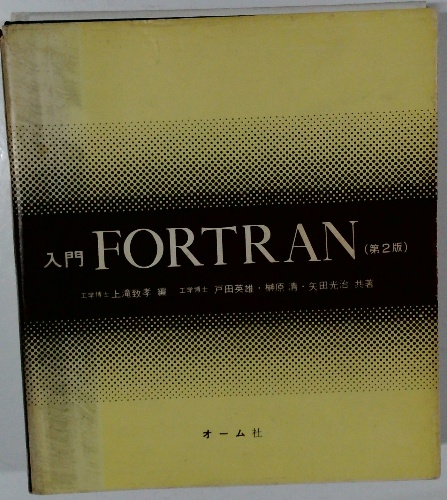 入門 FORTRAN (第2版)
工学博士 上滝致孝 編 工学博士 戸田英雄・榊原 清・矢田光治 共著
オーム社